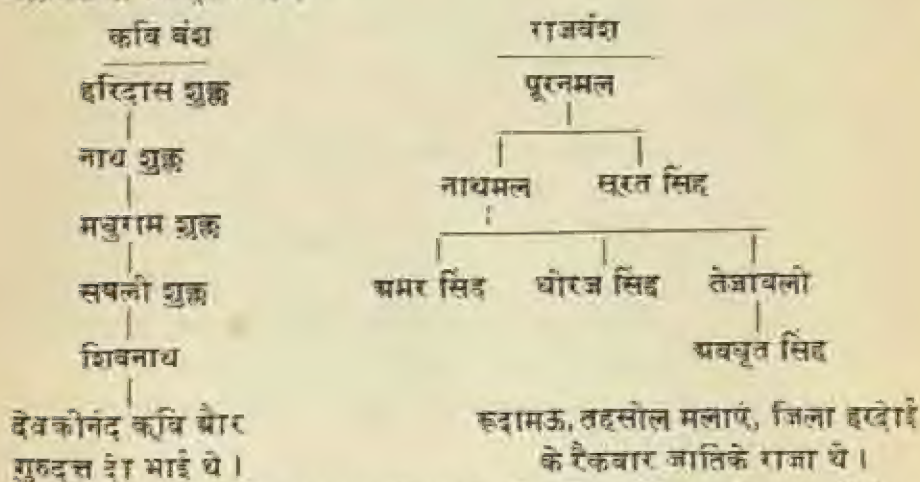 कवि वंश
हरिदास शुक्ल
नाथ शुक्ल
मधुराम शुक्ल
सबली शुक्ल
शिवनाथ
देवकीनंद कवि और
गुरुदत्त दो भाई थे ।
राजवंश
पूरनमल
नाथमल सूरत सिंह
अमर सिंह धीरज सिंह तेजाबली
अवधूत सिंह
रूदामऊ, तहसील मलाएं, जिला हरदोई
के रैकवार जातिके राजा थे ।